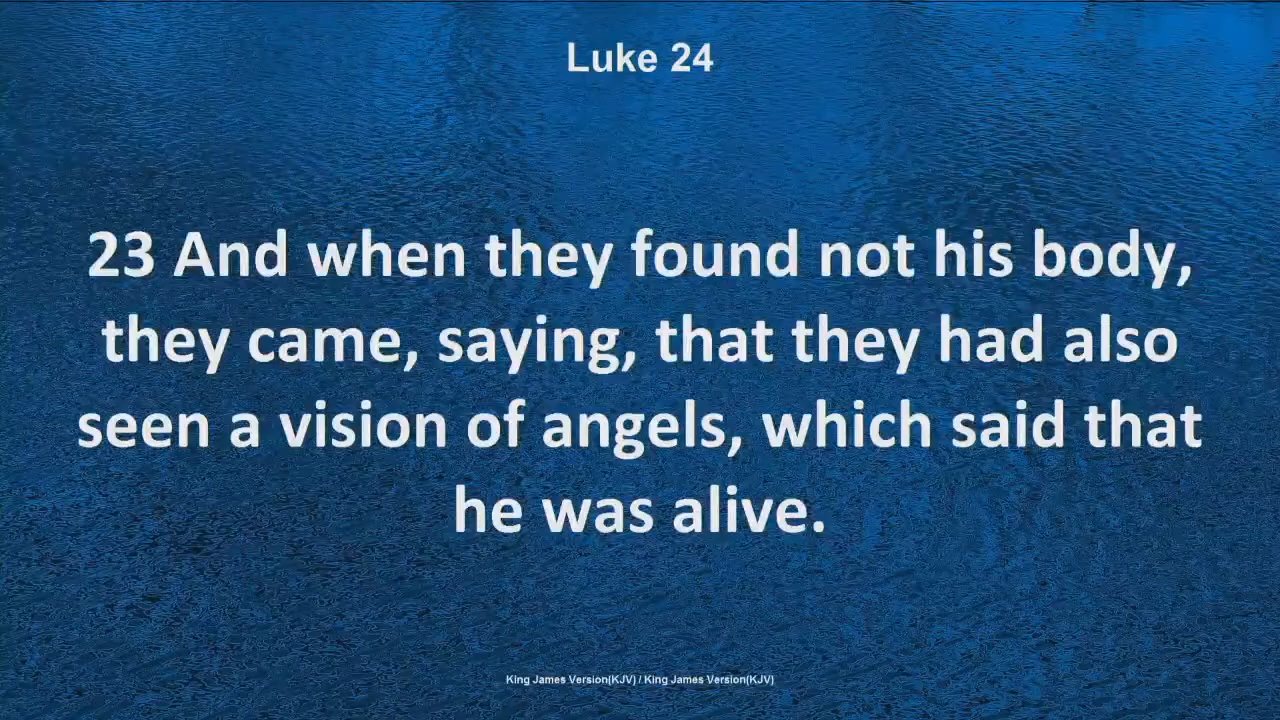 Luke 24
23 And when they found not his body,
they came, saying, that they had also
seen a vision of angels, which said that
he was alive.
King James Version(KJV) / King James Version(KJV)